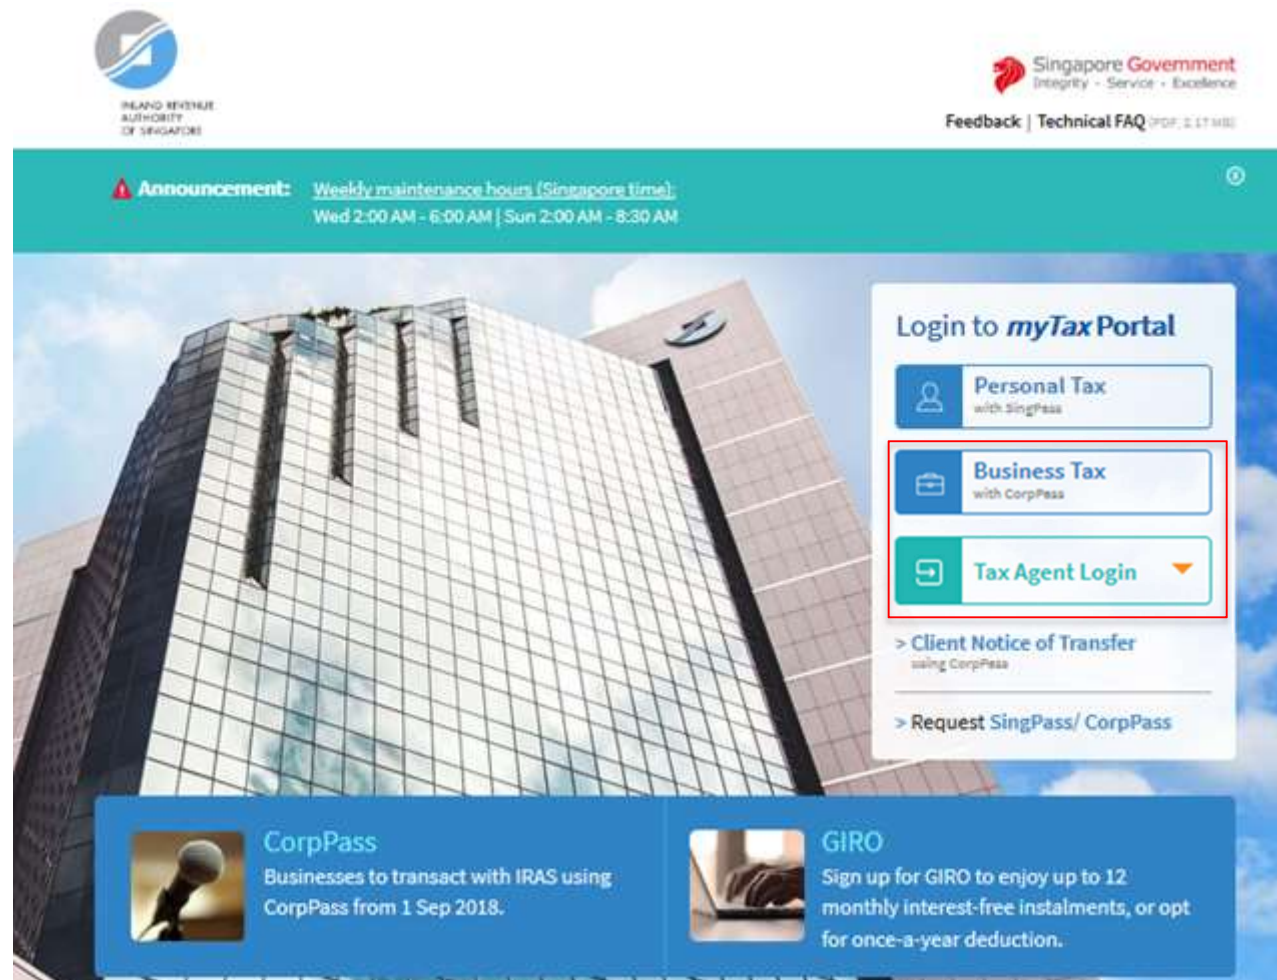 INLAND REVENUE
AUTHORITY
OF SINGAPORE
Singapore Government
Integrity · Service · Excellence
Feedback | Technical FAQ (PDF, 2.17 MB)
Announcement:
Weekly maintenance hours (Singapore time):
Wed 2:00 AM - 6:00 AM | Sun 2:00 AM - 8:30 AM
Login to myTax Portal
Personal Tax
with SingPass
Business Tax
with CorpPass
Tax Agent Login
> Client Notice of Transfer
using CorpPass
> Request SingPass/ CorpPass
CorpPass
Businesses to transact with IRAS using
CorpPass from 1 Sep 2018.
GIRO
Sign up for GIRO to enjoy up to 12
monthly interest-free instalments, or opt
for once-a-year deduction.